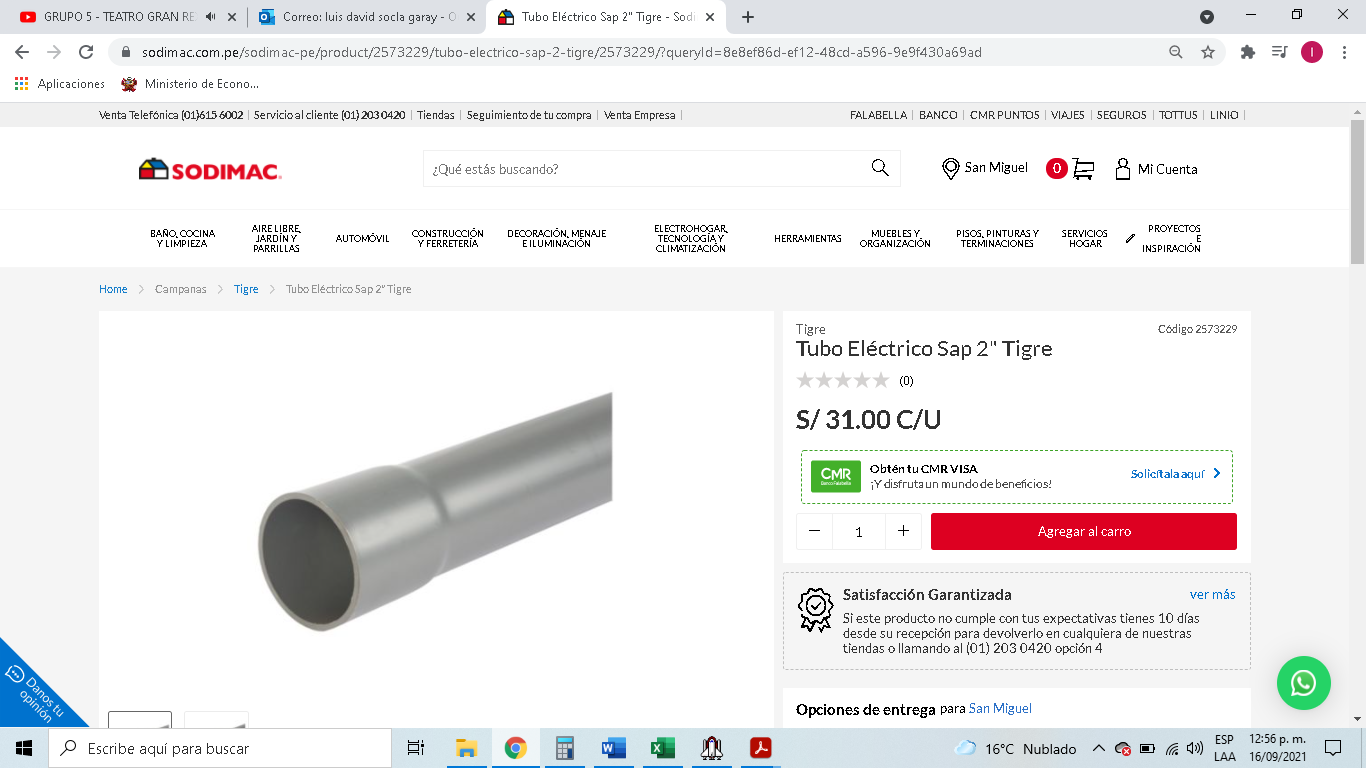 GRUPO 5 - TEATRO GRAN RE
Correo: luis david socla garay - O
Tubo Eléctrico Sap 2" Tigre - Sodi
sodimac.com.pe/sodimac-pe/product/2573229/tubo-electrico-sap-2-tigre/2573229/?queryId=8e8ef86d-ef12-48cd-a596-9e9f430a69ad
I
Aplicaciones
Ministerio de Econo...
Venta Telefónica (01)615 6002 | Servicio al cliente (01) 203 0420 | Tiendas | Seguimiento de tu compra | Venta Empresa |
FALABELLA | BANCO | CMR PUNTOS | VIAJES | SEGUROS | TOTTUS | LINIO |
SODIMAC
¿Qué estás buscando?
San Miguel
0
Mi Cuenta
BAÑO, COCINA
Y LIMPIEZA
AIRE LIBRE,
JARDÍN Y
PARRILLAS
AUTOMÓVIL
CONSTRUCCIÓN
Y FERRETERÍA
DECORACIÓN, MENAJE
E ILUMINACIÓN
ELECTROHOGAR,
TECNOLOGÍA Y
CLIMATIZACIÓN
HERRAMIENTAS
MUEBLES Y
ORGANIZACIÓN
PISOS, PINTURAS Y
TERMINACIONES
SERVICIOS
HOGAR
PROYECTOS
E
INSPIRACIÓN
Home > Campanas > Tigre > Tubo Eléctrico Sap 2" Tigre
Tigre
Código 2573229
Tubo Eléctrico Sap 2" Tigre
(0)
S/ 31.00 C/U
CMR
Banco Falabella
Obtén tu CMR VISA
¡Y disfruta un mundo de beneficios!
Solicítala aquí
1
Agregar al carro
Satisfacción Garantizada
ver más
Si este producto no cumple con tus expectativas tienes 10 días
desde su recepción para devolverlo en cualquiera de nuestras
tiendas o llamando al (01) 203 0420 opción 4
Opciones de entrega para San Miguel
Danos tu
opinión
Escribe aquí para buscar
16°C Nublado
ESP
LAA
12:56 p. m.
16/09/2021